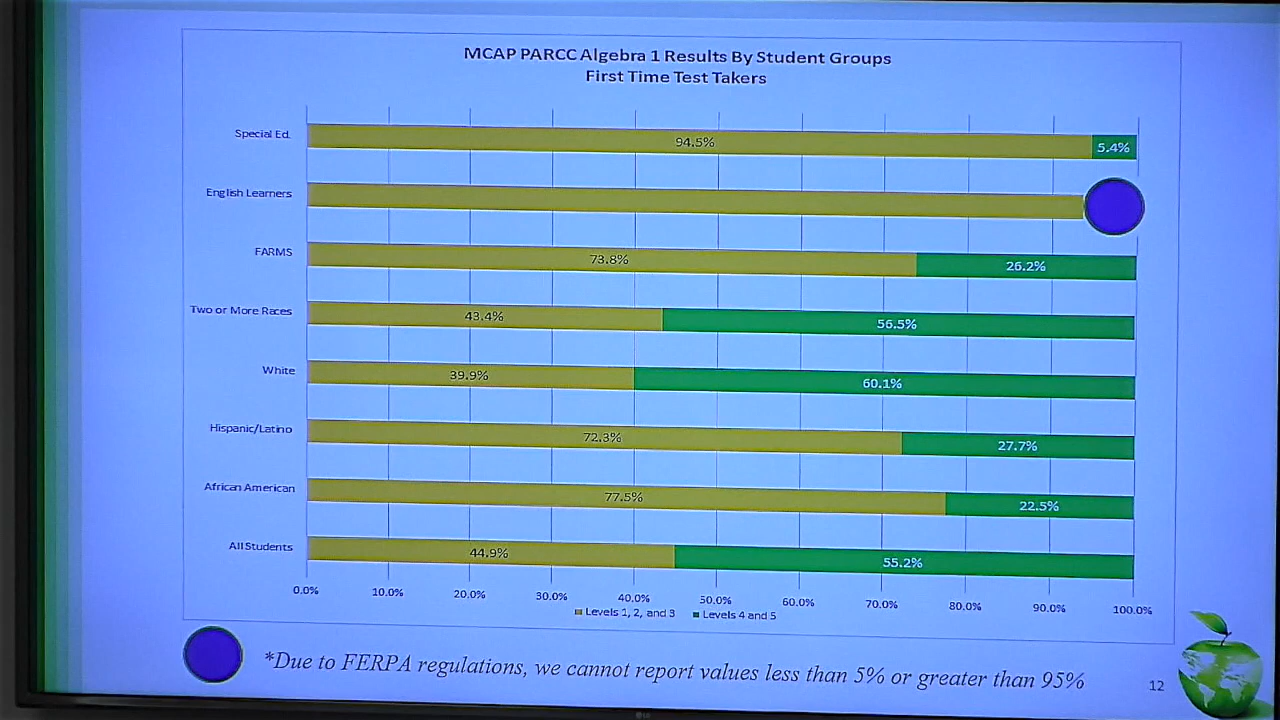 MCAP PARCC Algebra 1 Results By Student Groups
First Time Test Takers
Special Ed. 94.5% 5.4%
English Learners
FARMS 73.8% 26.2%
Two or More Races 43.4% 56.5%
White 39.9% 60.1%
Hispanic/Latino 72.3% 27.7%
African American 77.5% 22.5%
All Students 44.9% 55.2%
0.0% 10.0% 20.0% 30.0% 40.0% 50.0% 60.0% 70.0% 80.0% 90.0% 100.0%
Levels 1, 2, and 3 Levels 4 and 5
*Due to FERPA regulations, we cannot report values less than 5% or greater than 95%
12
LG